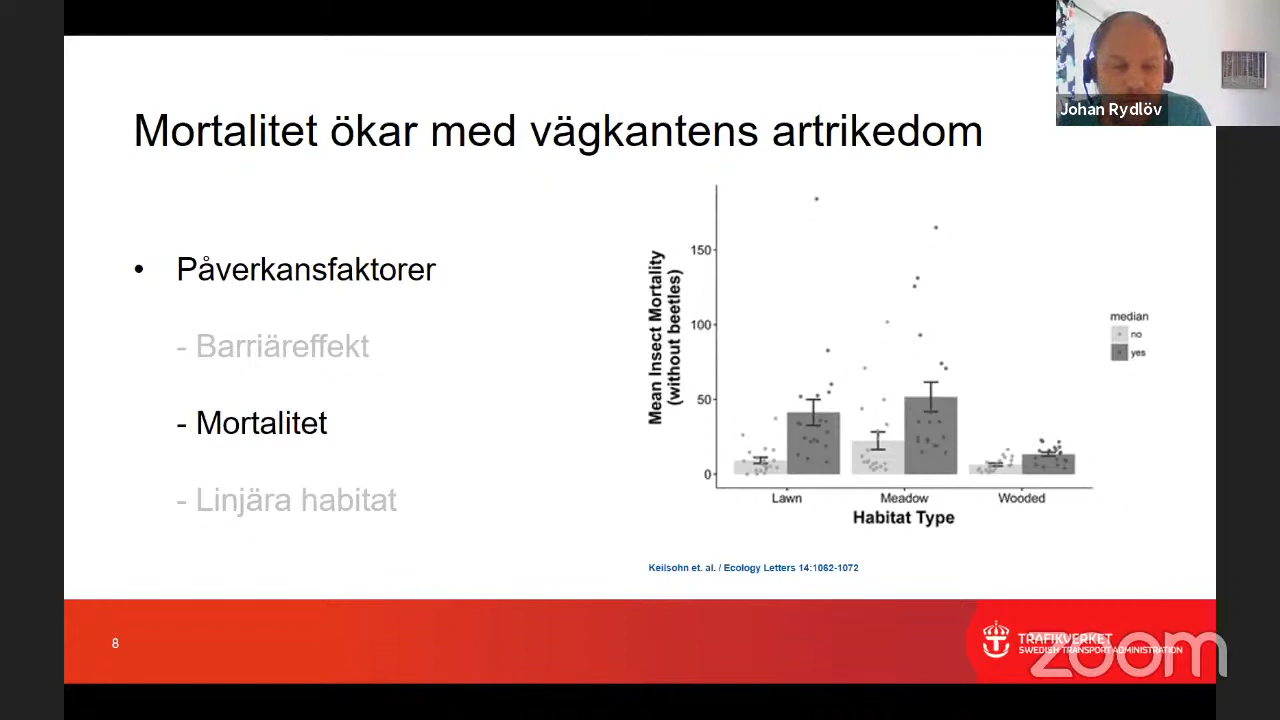 Johan Rydlöv
Mortalitet ökar med vägkantens artrikedom
• Påverkansfaktorer
- Barriäreffekt
- Mortalitet
- Linjära habitat
Mean Insect Mortality
(without beetles)
150
100
50
0
Lawn
Meadow
Wooded
Habitat Type
median
no
yes
Keilsohn et. al. / Ecology Letters 14:1062-1072
8
TRAFIKVERKET
SWEDISH TRANSPORT ADMINISTRATION
zoom